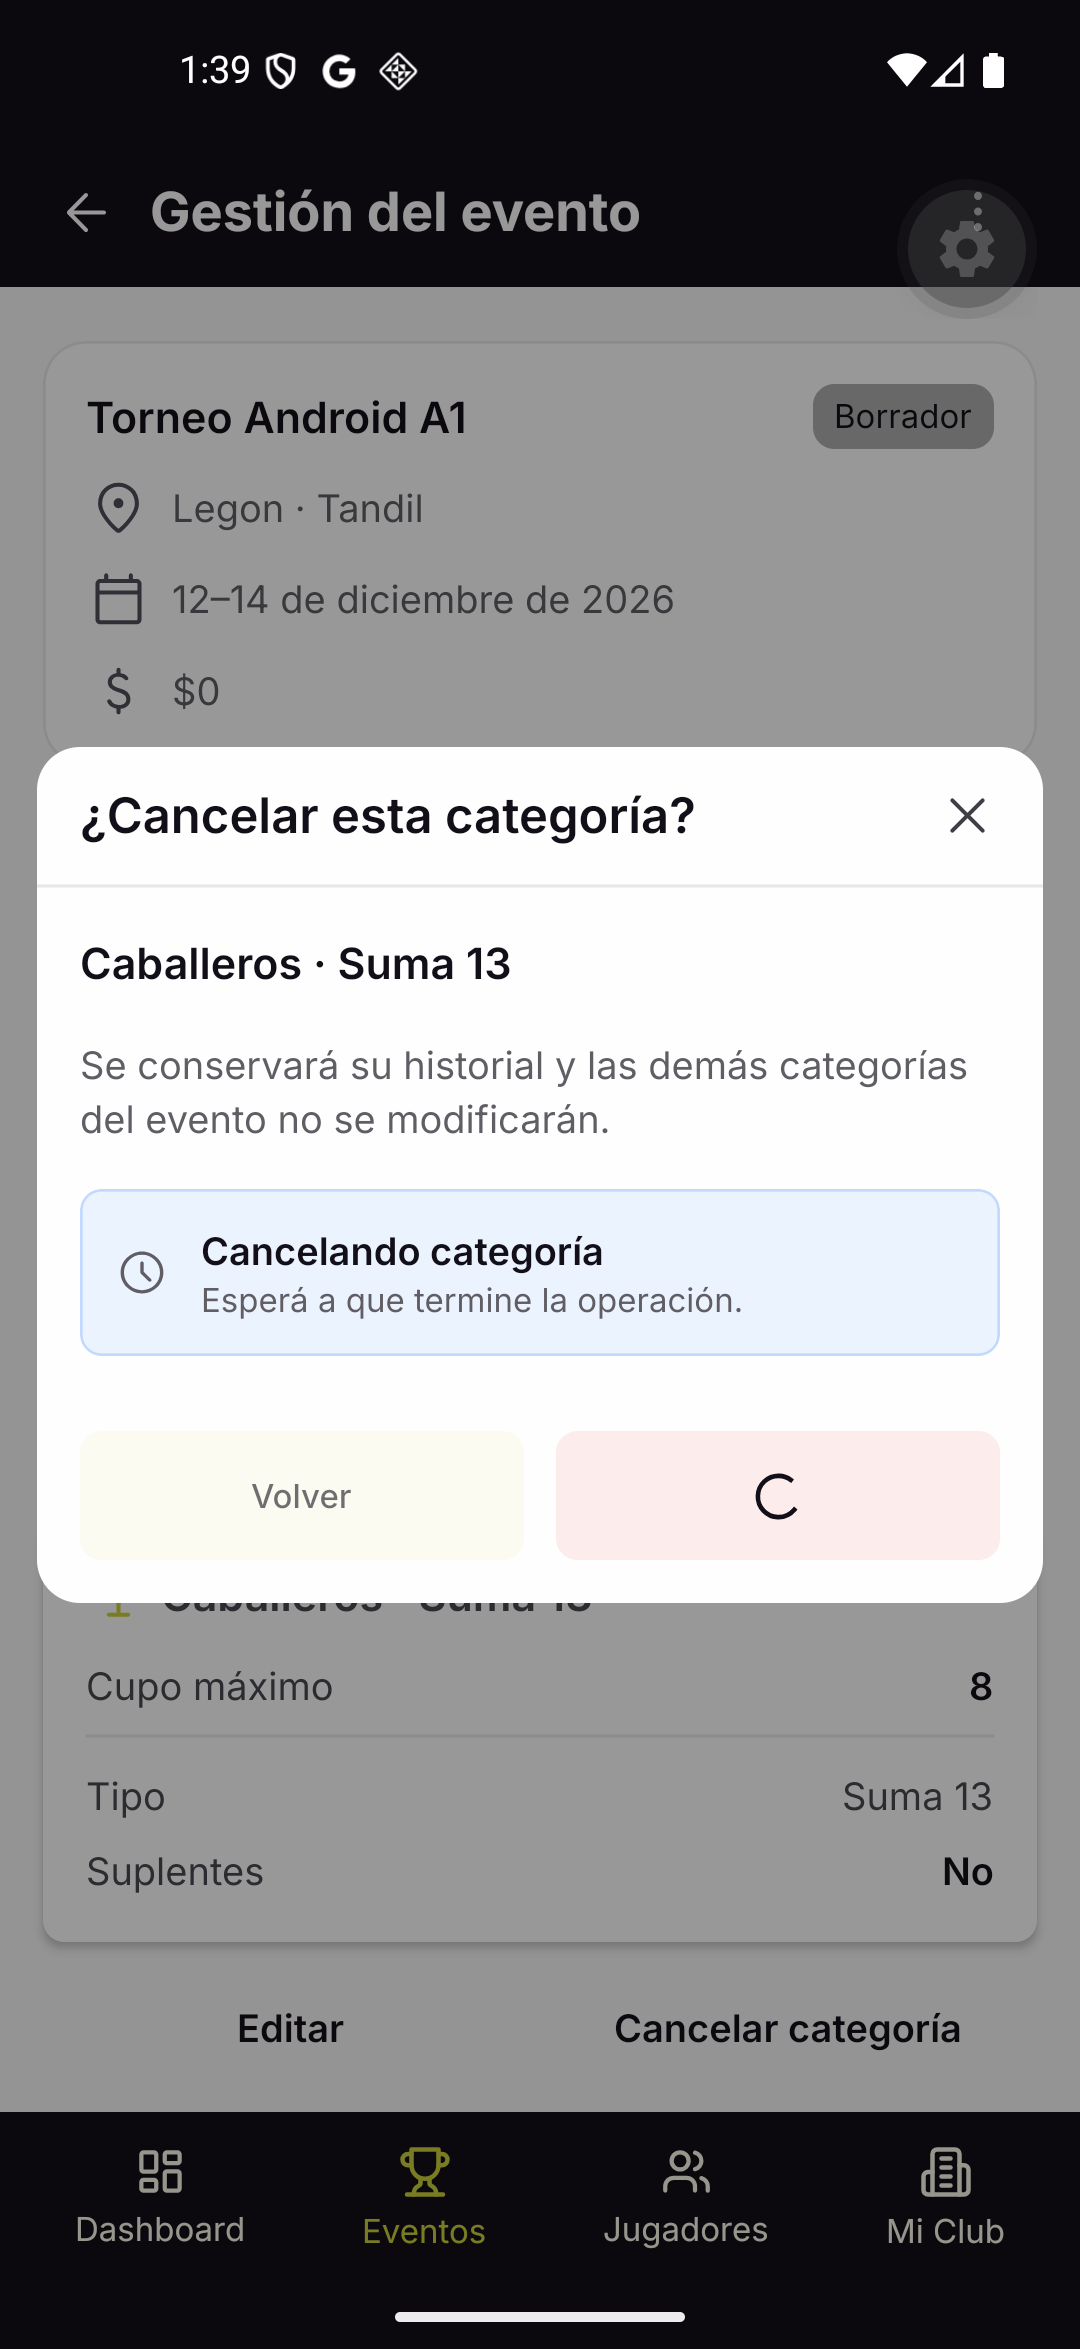 1:39
Gestión del evento
Torneo Android A1
Borrador
Legon · Tandil
12–14 de diciembre de 2026
$0
¿Cancelar esta categoría?
Caballeros · Suma 13
Se conservará su historial y las demás categorías
del evento no se modificarán.
Cancelando categoría
Esperá a que termine la operación.
Volver
Caballeros · Suma 13
Cupo máximo 8
Tipo Suma 13
Suplentes No
Editar Cancelar categoría
Dashboard Eventos Jugadores Mi Club